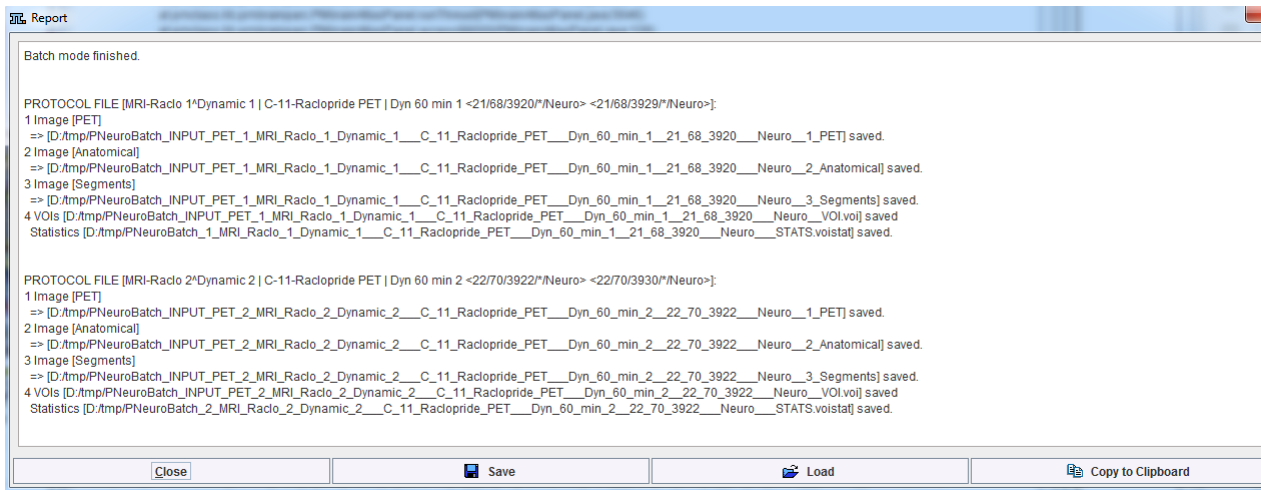 Report
Batch mode finished.
PROTOCOL FILE [MRI-Raclo 1^Dynamic 1 | C-11-Raclopride PET | Dyn 60 min 1 <21/68/3920/*/Neuro> <21/68/3929/*/Neuro>]:
1 Image [PET]
=> [D:/tmp/PNeuroBatch_INPUT_PET_1_MRI_Raclo_1_Dynamic_1___C_11_Raclopride_PET___Dyn_60_min_1__21_68_3920___Neuro__1_PET] saved.
2 Image [Anatomical]
=> [D:/tmp/PNeuroBatch_INPUT_PET_1_MRI_Raclo_1_Dynamic_1___C_11_Raclopride_PET___Dyn_60_min_1__21_68_3920___Neuro__2_Anatomical] saved.
3 Image [Segments]
=> [D:/tmp/PNeuroBatch_INPUT_PET_1_MRI_Raclo_1_Dynamic_1___C_11_Raclopride_PET___Dyn_60_min_1__21_68_3920___Neuro__3_Segments] saved.
4 VOIs [D:/tmp/PNeuroBatch_INPUT_PET_1_MRI_Raclo_1_Dynamic_1___C_11_Raclopride_PET___Dyn_60_min_1__21_68_3920___Neuro__VOI.voi] saved
Statistics [D:/tmp/PNeuroBatch_1_MRI_Raclo_1_Dynamic_1___C_11_Raclopride_PET___Dyn_60_min_1__21_68_3920___Neuro___STATS.voistat] saved.
PROTOCOL FILE [MRI-Raclo 2^Dynamic 2 | C-11-Raclopride PET | Dyn 60 min 2 <22/70/3922/*/Neuro> <22/70/3930/*/Neuro>]:
1 Image [PET]
=> [D:/tmp/PNeuroBatch_INPUT_PET_2_MRI_Raclo_2_Dynamic_2___C_11_Raclopride_PET___Dyn_60_min_2__22_70_3922___Neuro__1_PET] saved.
2 Image [Anatomical]
=> [D:/tmp/PNeuroBatch_INPUT_PET_2_MRI_Raclo_2_Dynamic_2___C_11_Raclopride_PET___Dyn_60_min_2__22_70_3922___Neuro__2_Anatomical] saved.
3 Image [Segments]
=> [D:/tmp/PNeuroBatch_INPUT_PET_2_MRI_Raclo_2_Dynamic_2___C_11_Raclopride_PET___Dyn_60_min_2__22_70_3922___Neuro__3_Segments] saved.
4 VOIs [D:/tmp/PNeuroBatch_INPUT_PET_2_MRI_Raclo_2_Dynamic_2___C_11_Raclopride_PET___Dyn_60_min_2__22_70_3922___Neuro__VOI.voi] saved
Statistics [D:/tmp/PNeuroBatch_2_MRI_Raclo_2_Dynamic_2___C_11_Raclopride_PET___Dyn_60_min_2__22_70_3922___Neuro___STATS.voistat] saved.
Close Save Load Copy to Clipboard